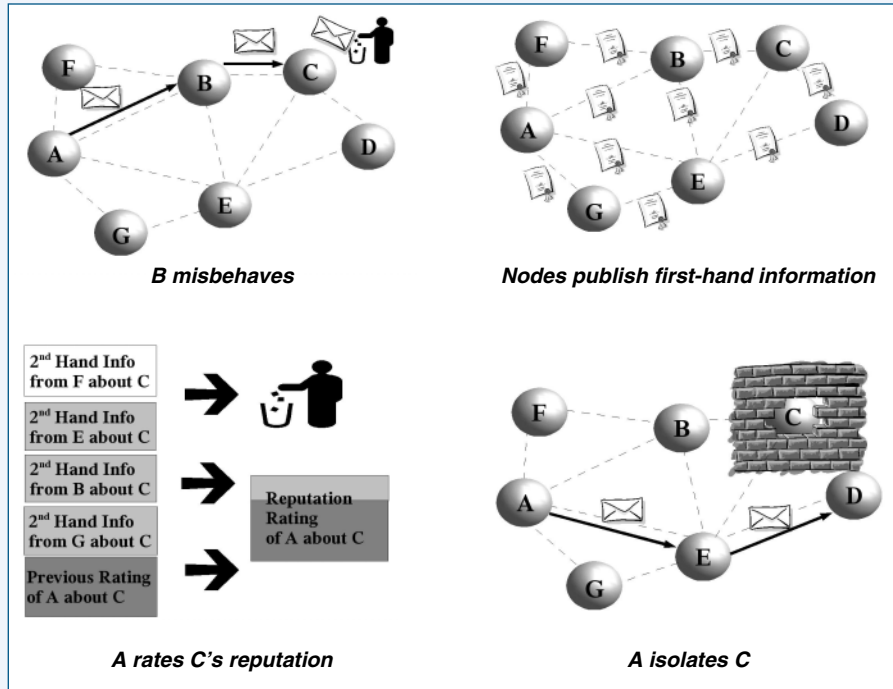 F
B
C
A
D
E
G
B misbehaves
F
B
C
A
D
E
G
Nodes publish first-hand information
2nd Hand Info
from F about C
2nd Hand Info
from E about C
2nd Hand Info
from B about C
2nd Hand Info
from G about C
Previous Rating
of A about C
Reputation
Rating
of A about C
A rates C's reputation
F
B
C
A
D
E
G
A isolates C